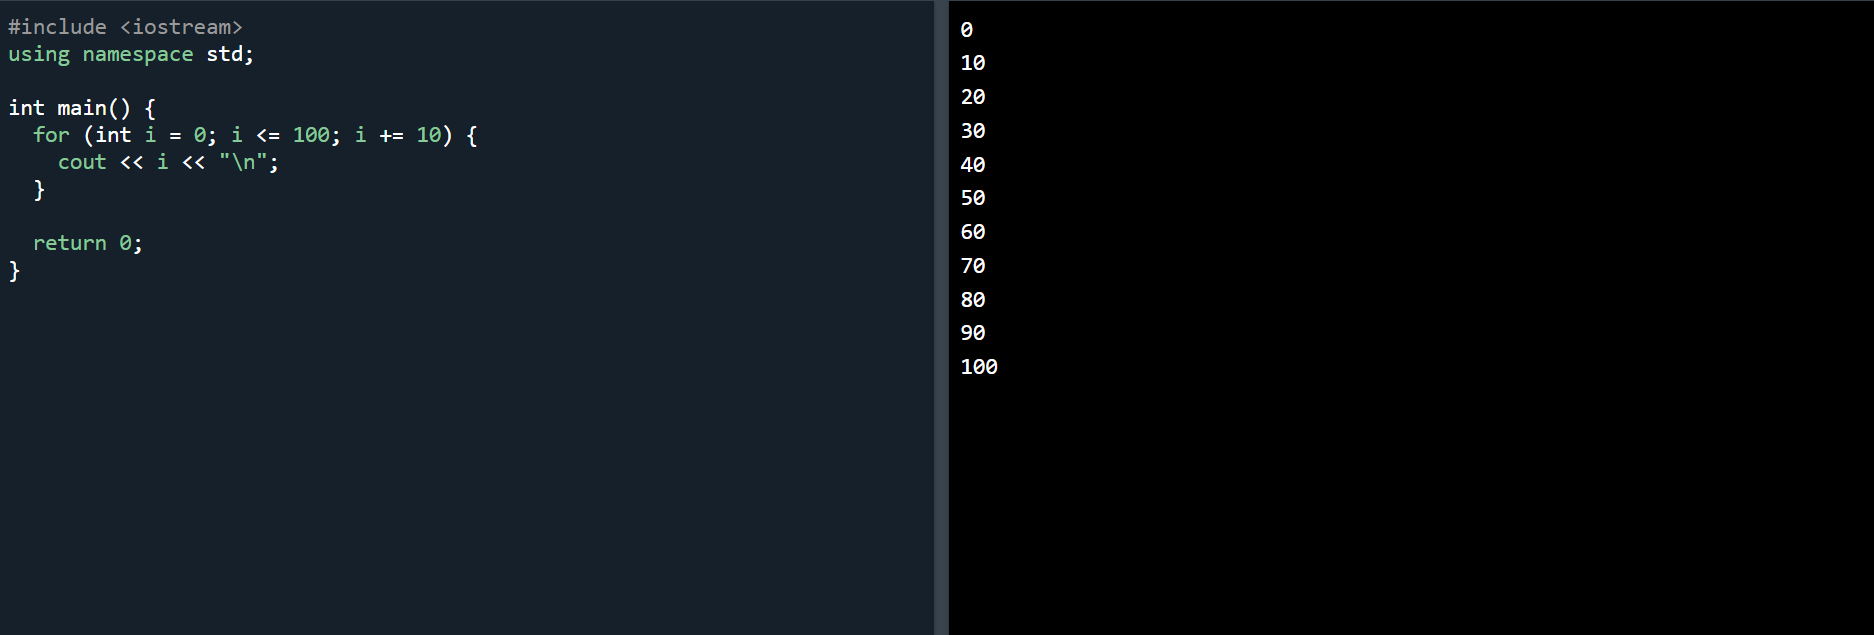 #include <iostream>
using namespace std;
int main() {
  for (int i = 0; i <= 100; i += 10) {
    cout << i << "\n";
  }
  return 0;
}
0
10
20
30
40
50
60
70
80
90
100